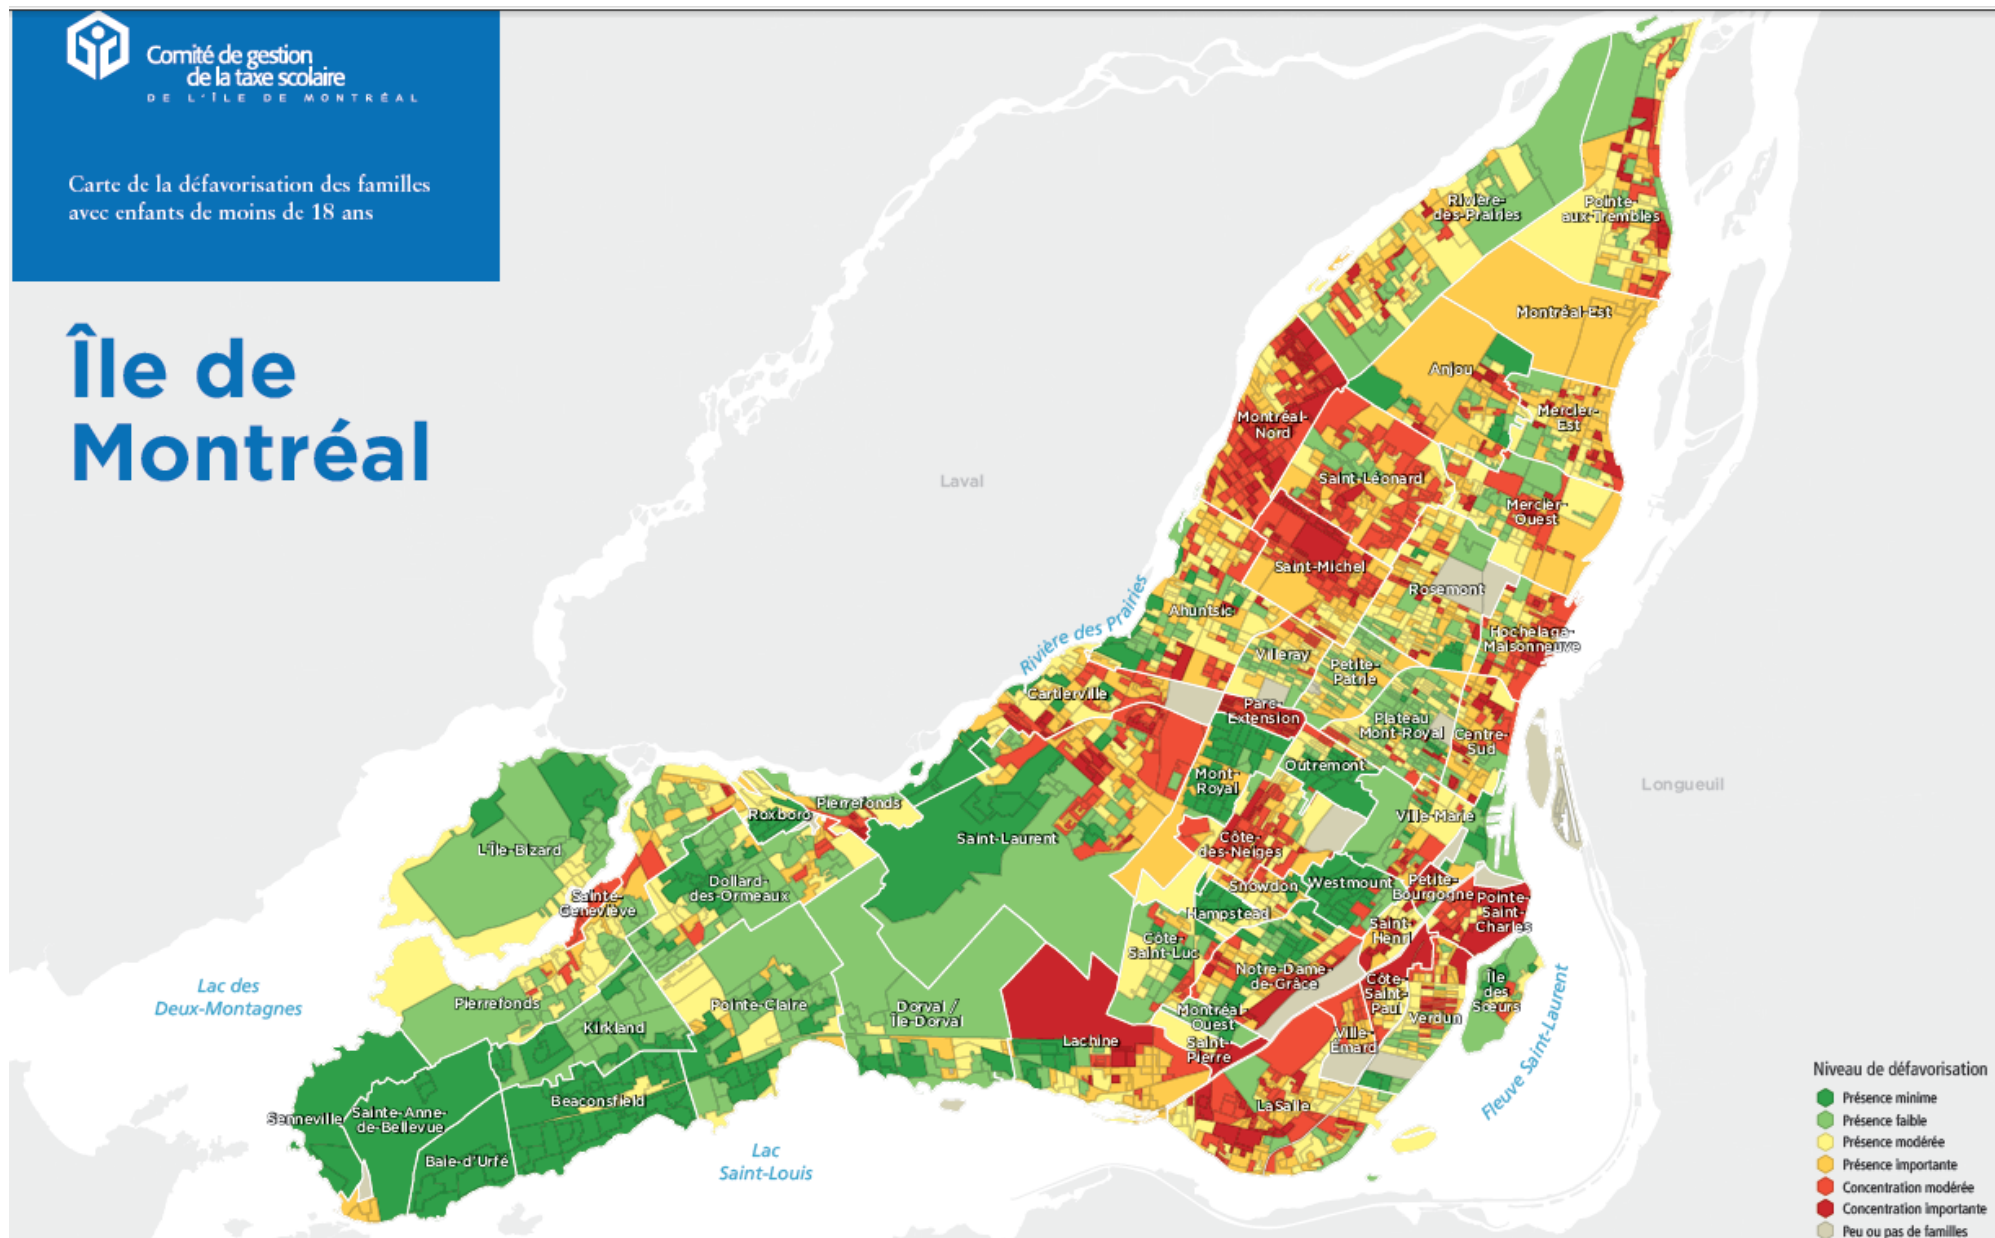 Comité de gestion
de la taxe scolaire
DE L'ÎLE DE MONTRÉAL
Carte de la défavorisation des familles
avec enfants de moins de 18 ans
Île de
Montréal
Rivière-
des-Prairies
Pointe-
aux-Trembles
Montréal-Est
Anjou
Mercier-
Est
Montréal-
Nord
Saint-Léonard
Laval
Mercier-
Ouest
Saint-Michel
Rosemont
Ahuntsic
Rivière des Prairies
Hochelaga-
Maisonneuve
Villeray
Petite-
Patrie
Cartierville
Parc-
Extension
Plateau
Mont-Royal
Centre-
Sud
Outremont
Mont-
Royal
Longueuil
Pierrefonds
Roxboro
Ville-Marie
Saint-Laurent
L'Île-Bizard
Côte-
des-Neiges
Dollard-
des-Ormeaux
Snowdon
Westmount
Petite-
Bourgogne
Sainte-
Geneviève
Hampstead
Pointe-
Saint-
Charles
Saint-
Henri
Côte-
Saint-Luc
Notre-Dame-
de-Grâce
Côte-
Saint-
Paul
Île
des
Sœurs
Lac des
Deux-Montagnes
Pierrefonds
Pointe-Claire
Dorval /
Île-Dorval
Kirkland
Montréal-
Ouest
Verdun
Lachine
Saint-
Pierre
Ville-
Émard
Fleuve Saint-Laurent
Beaconsfield
LaSalle
Senneville
Sainte-Anne-
de-Bellevue
Baie-d'Urfé
Lac
Saint-Louis
Niveau de défavorisation
Présence minime
Présence faible
Présence modérée
Présence importante
Concentration modérée
Concentration importante
Peu ou pas de familles